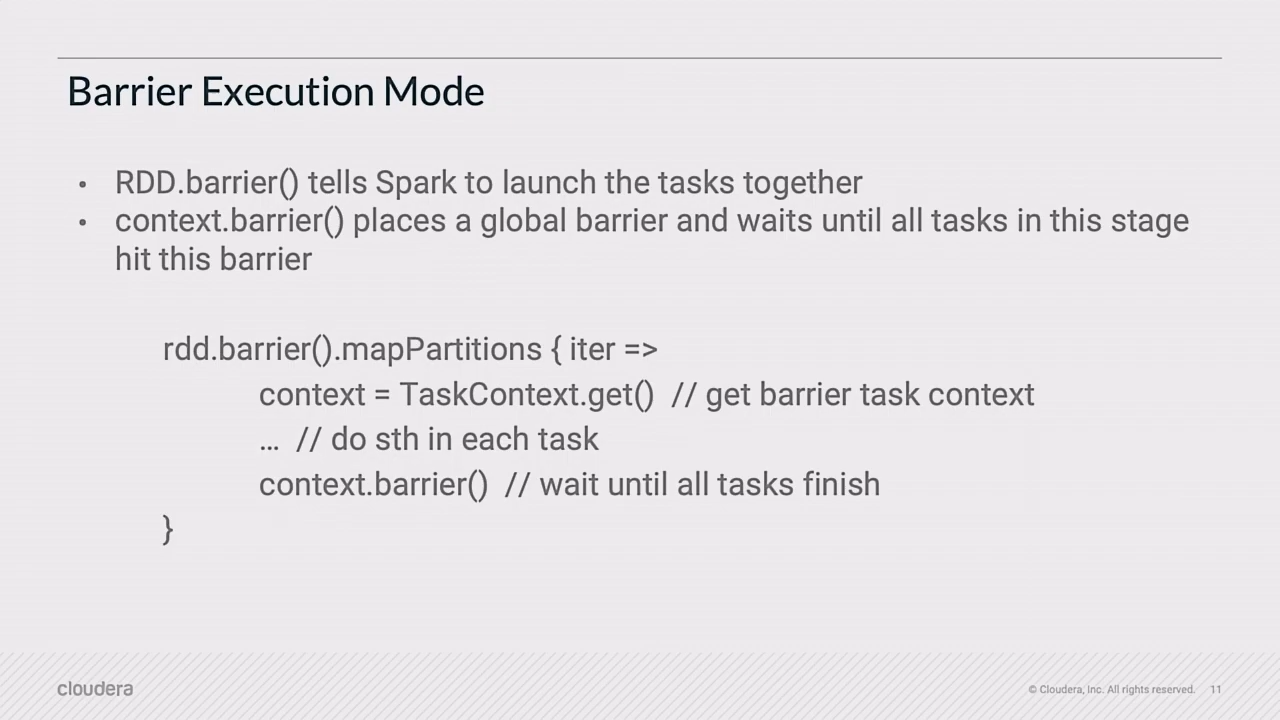 Barrier Execution Mode
• RDD.barrier() tells Spark to launch the tasks together
• context.barrier() places a global barrier and waits until all tasks in this stage
hit this barrier
rdd.barrier().mapPartitions { iter =>
context = TaskContext.get() // get barrier task context
… // do sth in each task
context.barrier() // wait until all tasks finish
}
cloudera
© Cloudera, Inc. All rights reserved. 11